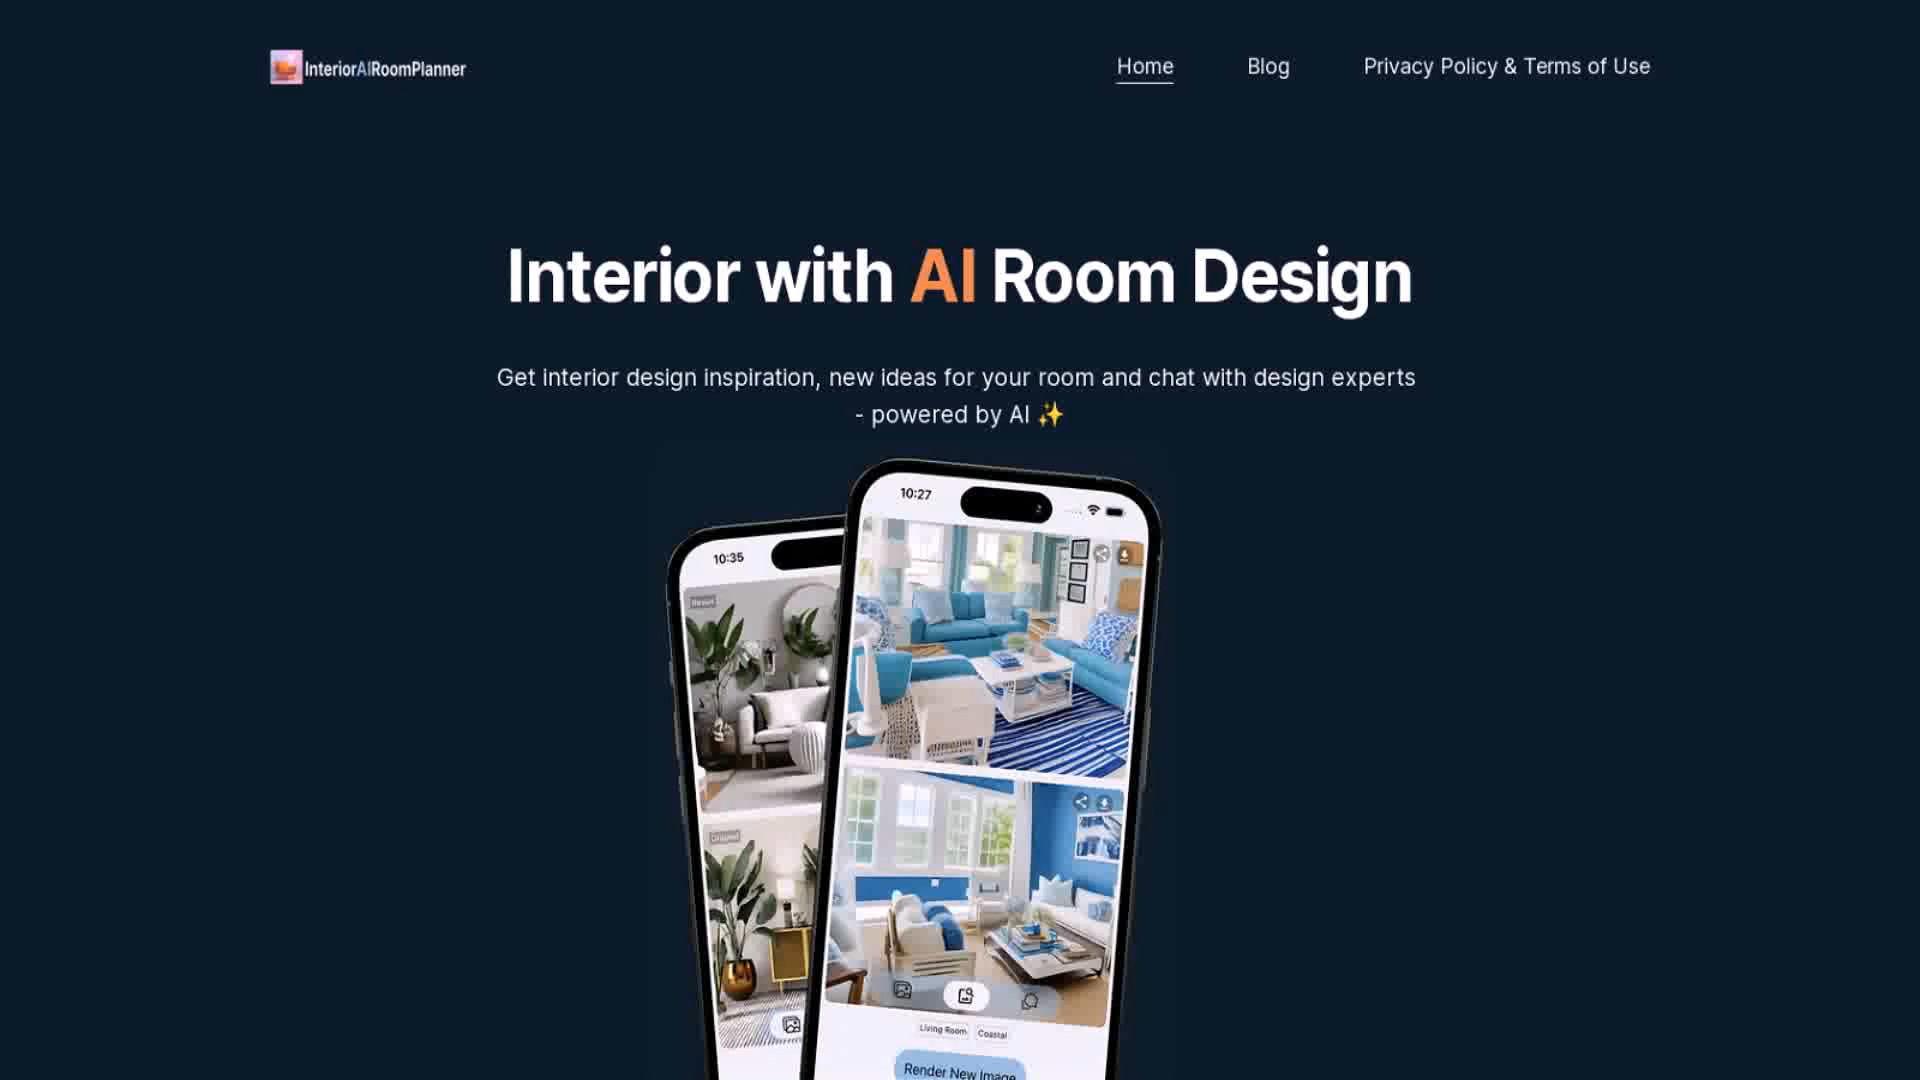 InteriorAIRoomPlanner
Home
Blog
Privacy Policy & Terms of Use
Interior with AI Room Design
Get interior design inspiration, new ideas for your room and chat with design experts
- powered by AI ✨
10:27
10:35
Result
Original
Living Room
Coastal
Render New Image